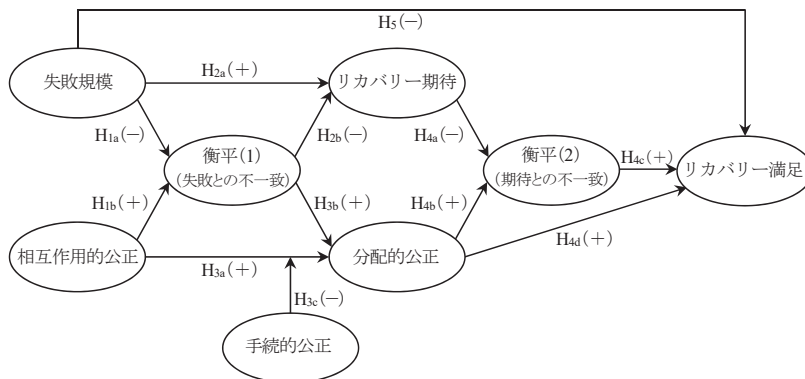 H5(−)
失敗規模
H2a(+)
リカバリー期待
H1a(−)
H2b(−)
H4a(−)
衡平(1)
(失敗との不一致)
衡平(2)
(期待との不一致)
H4c(+)
リカバリー満足
H1b(+)
H3b(+)
H4b(+)
相互作用的公正
H3a(+)
分配的公正
H4d(+)
H3c(−)
手続的公正